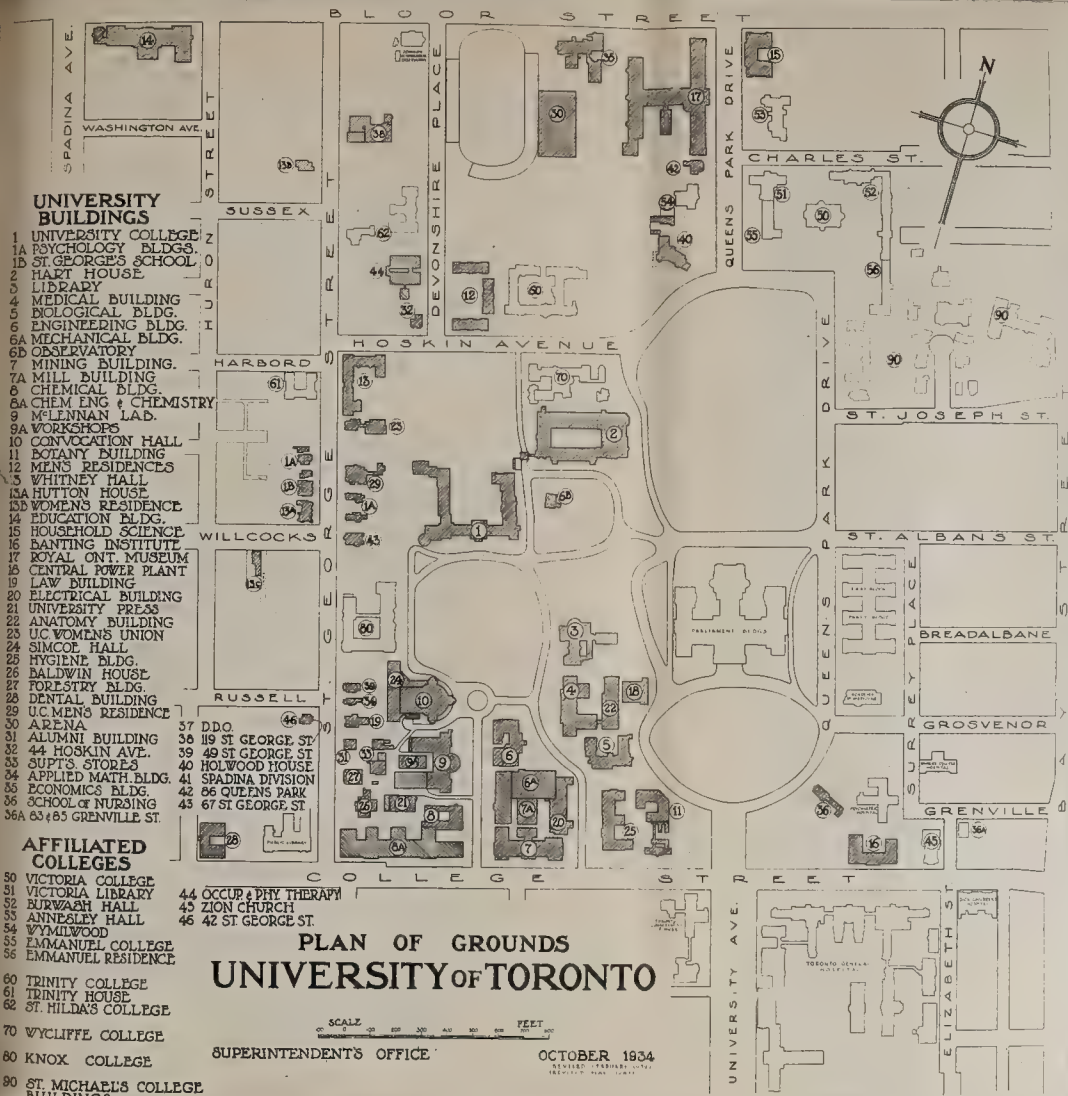 BLOOR STREET
SPADINA AVE.
WASHINGTON AVE.
HURON STREET
SUSSEX
DEVONSHIRE PLACE
QUEENS PARK DRIVE
CHARLES ST.
N
HOSKIN AVENUE
HARBORD
ST. JOSEPH ST.
ST. GEORGE STREET
WILLCOCKS
ST. ALBANS ST.
QUEENS PARK DRIVE
SURREY PLACE
BREADALBANE
PARLIAMENT BLDGS
EAST BLOCK
RUSSELL
GROSVENOR
GRENVILLE
BAY STREET
PUBLIC LIBRARY
PSYCHIATRIC HOSPITAL
COLLEGE STREET
UNIVERSITY AVE.
ELIZABETH ST
TORONTO GENERAL HOSPITAL
UNIVERSITY BUILDINGS
1 UNIVERSITY COLLEGE
1A PSYCHOLOGY BLDGS.
1B ST. GEORGE'S SCHOOL
2 HART HOUSE
3 LIBRARY
4 MEDICAL BUILDING
5 BIOLOGICAL BLDG.
6 ENGINEERING BLDG.
6A MECHANICAL BLDG.
6B OBSERVATORY
7 MINING BUILDING.
7A MILL BUILDING
8 CHEMICAL BLDG.
8A CHEM ENG & CHEMISTRY
9 McLENNAN LAB.
9A WORKSHOPS
10 CONVOCATION HALL
11 BOTANY BUILDING
12 MEN'S RESIDENCES
13 WHITNEY HALL
13A HUTTON HOUSE
13B WOMEN'S RESIDENCE
14 EDUCATION BLDG.
15 HOUSEHOLD SCIENCE
16 BANTING INSTITUTE
17 ROYAL ONT. MUSEUM
18 CENTRAL POWER PLANT
19 LAW BUILDING
20 ELECTRICAL BUILDING
21 UNIVERSITY PRESS
22 ANATOMY BUILDING
23 U.C. WOMEN'S UNION
24 SIMCOE HALL
25 HYGIENE BLDG.
26 BALDWIN HOUSE
27 FORESTRY BLDG.
28 DENTAL BUILDING
29 U.C. MEN'S RESIDENCE
30 ARENA
31 ALUMNI BUILDING
32 44 HOSKIN AVE.
33 SUPT'S. STORES
34 APPLIED MATH. BLDG.
35 ECONOMICS BLDG.
36 SCHOOL OF NURSING
36A 83 & 85 GRENVILLE ST.
37 D.D.O.
38 119 ST GEORGE ST
39 49 ST GEORGE ST
40 HOLWOOD HOUSE
41 SPADINA DIVISION
42 86 QUEENS PARK
43 67 ST GEORGE ST
AFFILIATED COLLEGES
50 VICTORIA COLLEGE
51 VICTORIA LIBRARY
52 BURWASH HALL
53 ANNESLEY HALL
54 WYMILWOOD
55 EMMANUEL COLLEGE
56 EMMANUEL RESIDENCE
60 TRINITY COLLEGE
61 TRINITY HOUSE
62 ST. HILDA'S COLLEGE
70 WYCLIFFE COLLEGE
80 KNOX COLLEGE
90 ST. MICHAEL'S COLLEGE
BUILDINGS
44 OCCUP & PHY THERAPY
45 ZION CHURCH
46 42 ST. GEORGE ST.
PLAN OF GROUNDS
UNIVERSITY OF TORONTO
SCALE FEET
SUPERINTENDENT'S OFFICE
OCTOBER 1934